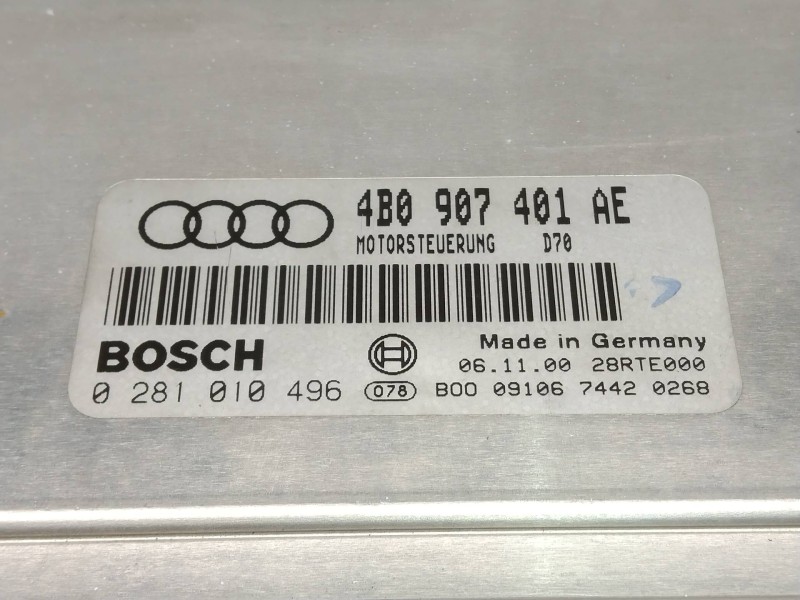 4B0 907 401 AE
MOTORSTEUERUNG D70
BOSCH
Made in Germany
06.11.00 28RTE000
0 281 010 496 078 B00 09106 7442 0268